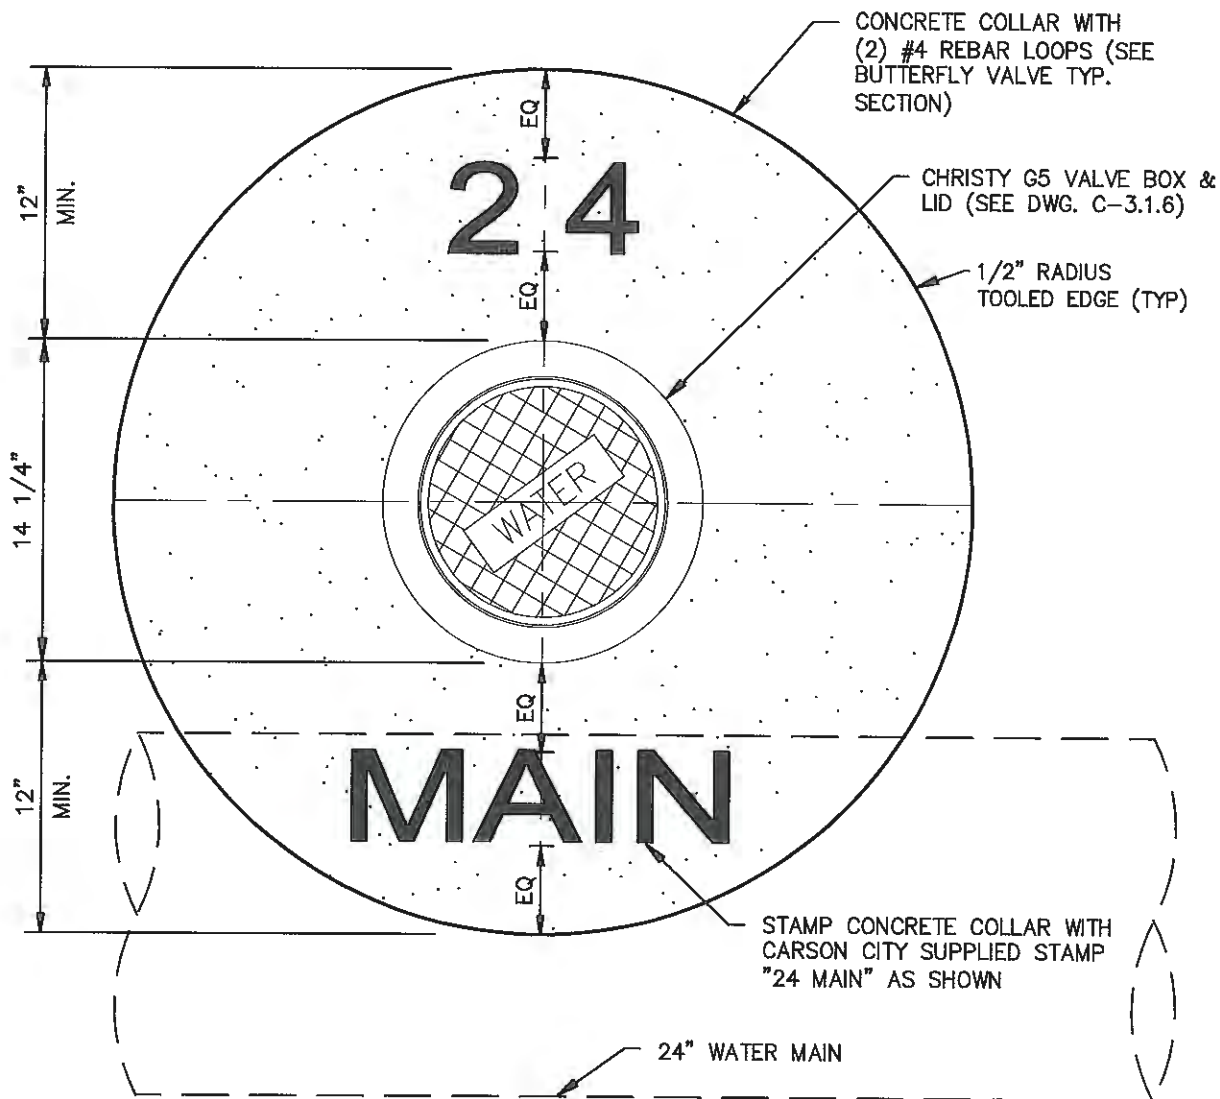 CONCRETE COLLAR WITH
(2) #4 REBAR LOOPS (SEE
BUTTERFLY VALVE TYP.
SECTION)
EQ
24
12"
MIN.
CHRISTY G5 VALVE BOX &
LID (SEE DWG. C-3.1.6)
1/2" RADIUS
TOOLED EDGE (TYP)
EQ
14 1/4"
WATER
EQ
MAIN
12"
MIN.
EQ
STAMP CONCRETE COLLAR WITH
CARSON CITY SUPPLIED STAMP
"24 MAIN" AS SHOWN
24" WATER MAIN